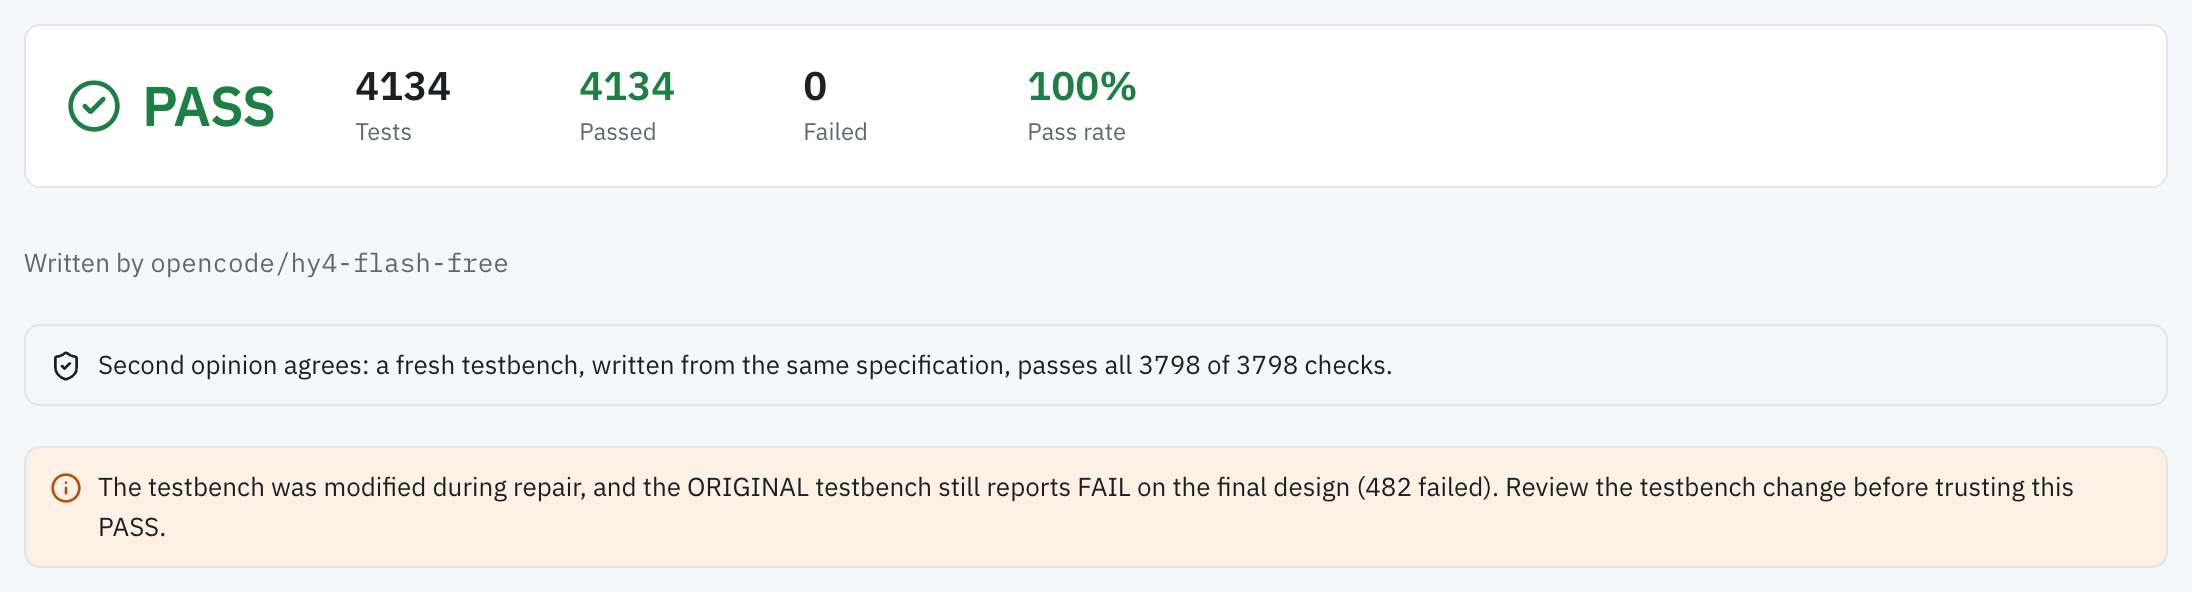 PASS
4134
Tests
4134
Passed
0
Failed
100%
Pass rate
Written by opencode/hy4-flash-free
Second opinion agrees: a fresh testbench, written from the same specification, passes all 3798 of 3798 checks.
The testbench was modified during repair, and the ORIGINAL testbench still reports FAIL on the final design (482 failed). Review the testbench change before trusting this
PASS.